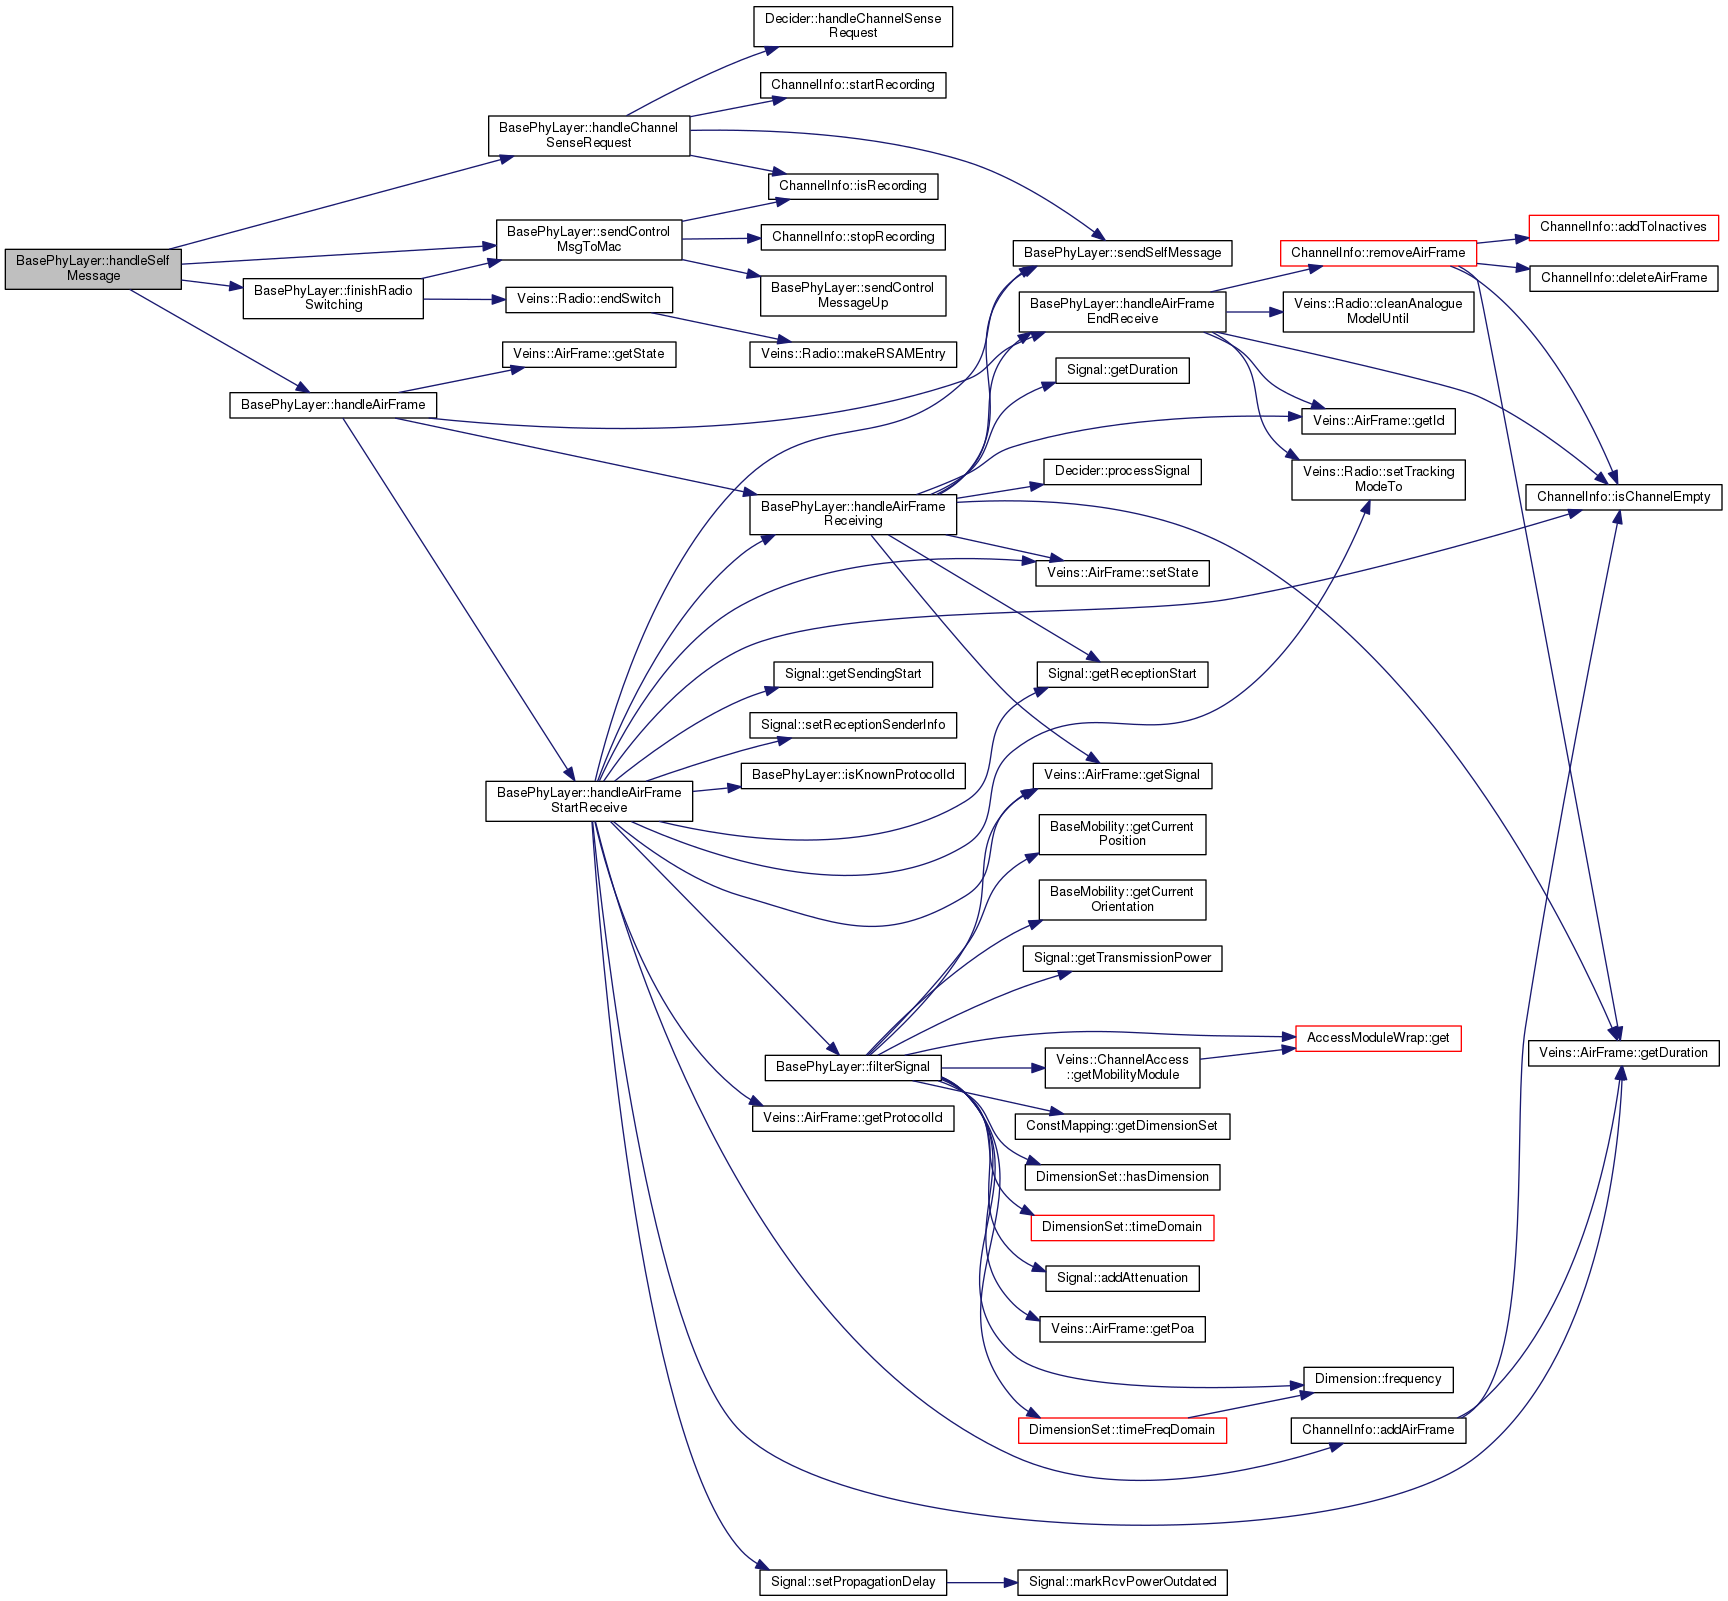 Decider::handleChannelSense
Request
ChannelInfo::startRecording
BasePhyLayer::handleChannel
SenseRequest
ChannelInfo::isRecording
BasePhyLayer::sendControl
MsgToMac
ChannelInfo::stopRecording
BasePhyLayer::sendSelfMessage
ChannelInfo::removeAirFrame
ChannelInfo::addToInactives
BasePhyLayer::handleSelf
Message
BasePhyLayer::finishRadio
Switching
Veins::Radio::endSwitch
BasePhyLayer::sendControl
MessageUp
BasePhyLayer::handleAirFrame
EndReceive
Veins::Radio::cleanAnalogue
ModelUntil
ChannelInfo::deleteAirFrame
Veins::AirFrame::getState
Veins::Radio::makeRSAMEntry
Signal::getDuration
BasePhyLayer::handleAirFrame
Veins::AirFrame::getId
Decider::processSignal
Veins::Radio::setTracking
ModeTo
ChannelInfo::isChannelEmpty
BasePhyLayer::handleAirFrame
Receiving
Veins::AirFrame::setState
Signal::getSendingStart
Signal::getReceptionStart
Signal::setReceptionSenderInfo
BasePhyLayer::isKnownProtocolId
Veins::AirFrame::getSignal
BasePhyLayer::handleAirFrame
StartReceive
BaseMobility::getCurrent
Position
BaseMobility::getCurrent
Orientation
Signal::getTransmissionPower
AccessModuleWrap::get
Veins::AirFrame::getDuration
BasePhyLayer::filterSignal
Veins::ChannelAccess
::getMobilityModule
Veins::AirFrame::getProtocolId
ConstMapping::getDimensionSet
DimensionSet::hasDimension
DimensionSet::timeDomain
Signal::addAttenuation
Veins::AirFrame::getPoa
Dimension::frequency
DimensionSet::timeFreqDomain
ChannelInfo::addAirFrame
Signal::setPropagationDelay
Signal::markRcvPowerOutdated